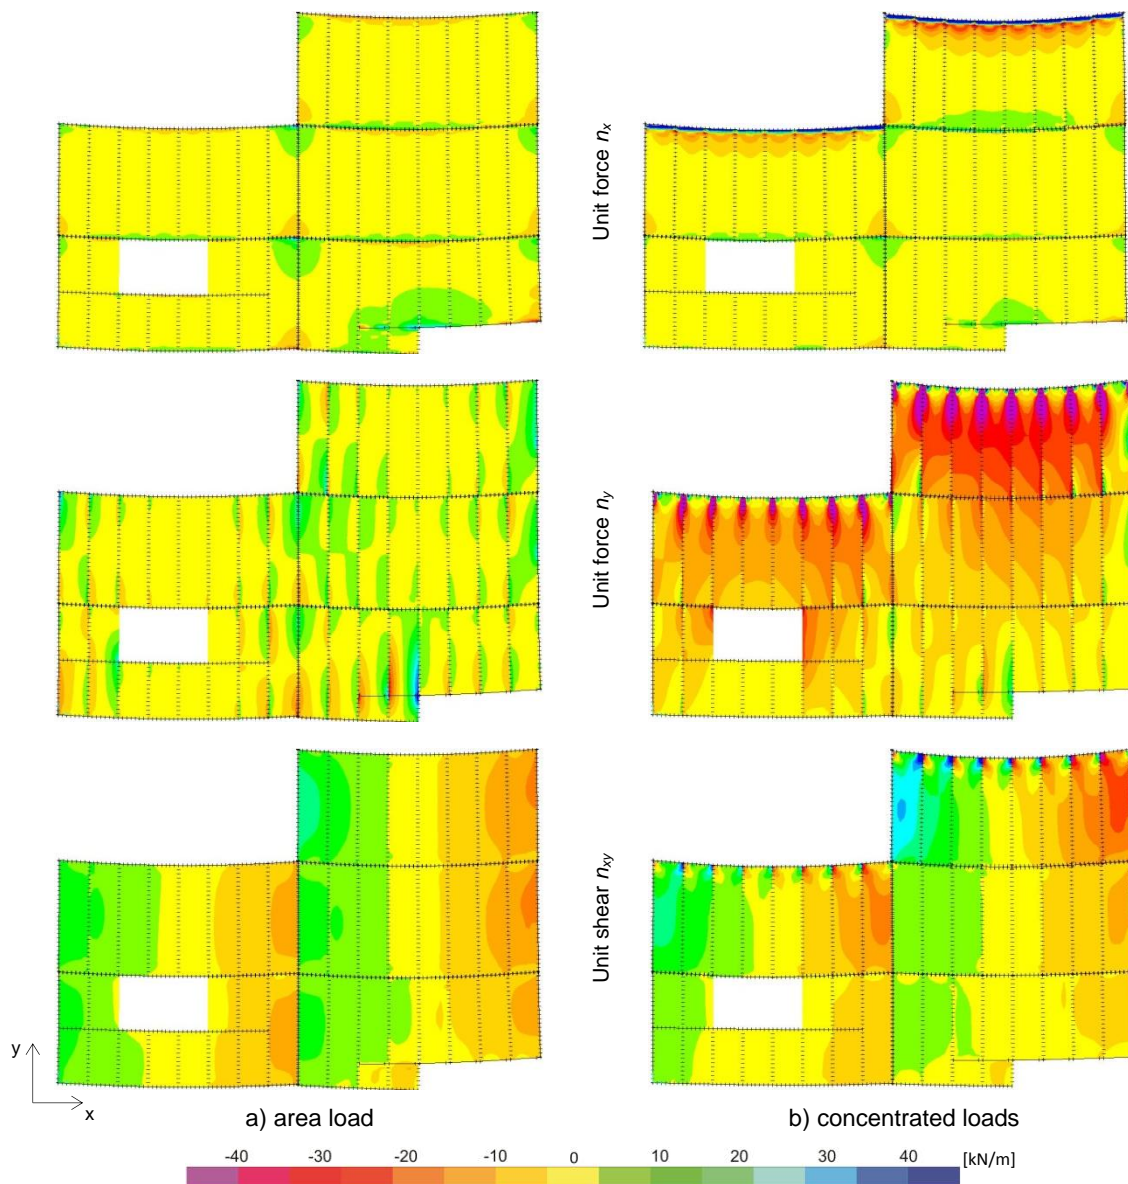 Unit force nx
Unit force ny
Unit shear nxy
y
x
a) area load
b) concentrated loads
-40 -30 -20 -10 0 10 20 30 40 [kN/m]